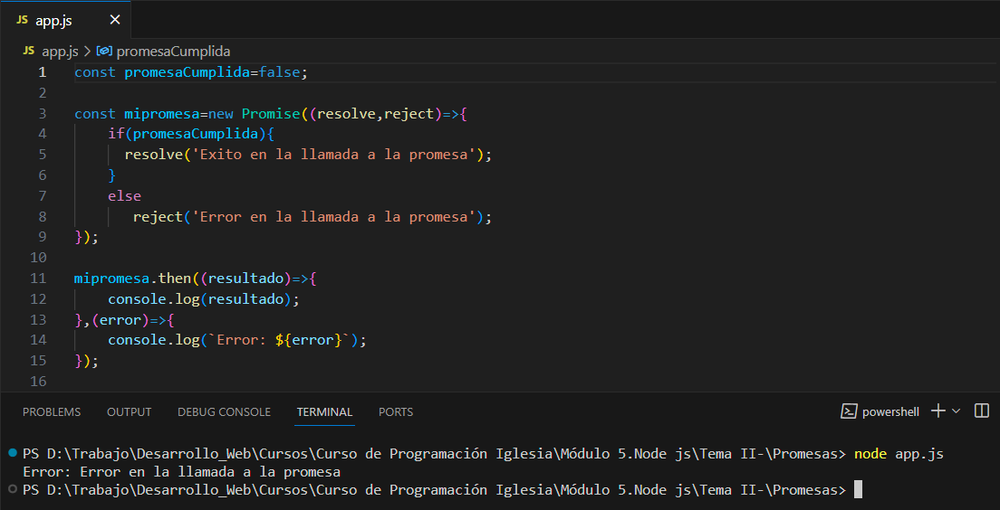 JS app.js ×
JS app.js > promesaCumplida
1 const promesaCumplida=false;
2
3 const mipromesa=new Promise((resolve,reject)=>{
4 if(promesaCumplida){
5 resolve('Exito en la llamada a la promesa');
6 }
7 else
8 reject('Error en la llamada a la promesa');
9 });
10
11 mipromesa.then((resultado)=>{
12 console.log(resultado);
13 },(error)=>{
14 console.log(`Error: ${error}`);
15 });
16
PROBLEMS OUTPUT DEBUG CONSOLE TERMINAL PORTS powershell
PS D:\Trabajo\Desarrollo_Web\Cursos\Curso de Programación Iglesia\Módulo 5.Node js\Tema II-\Promesas> node app.js
Error: Error en la llamada a la promesa
PS D:\Trabajo\Desarrollo_Web\Cursos\Curso de Programación Iglesia\Módulo 5.Node js\Tema II-\Promesas>